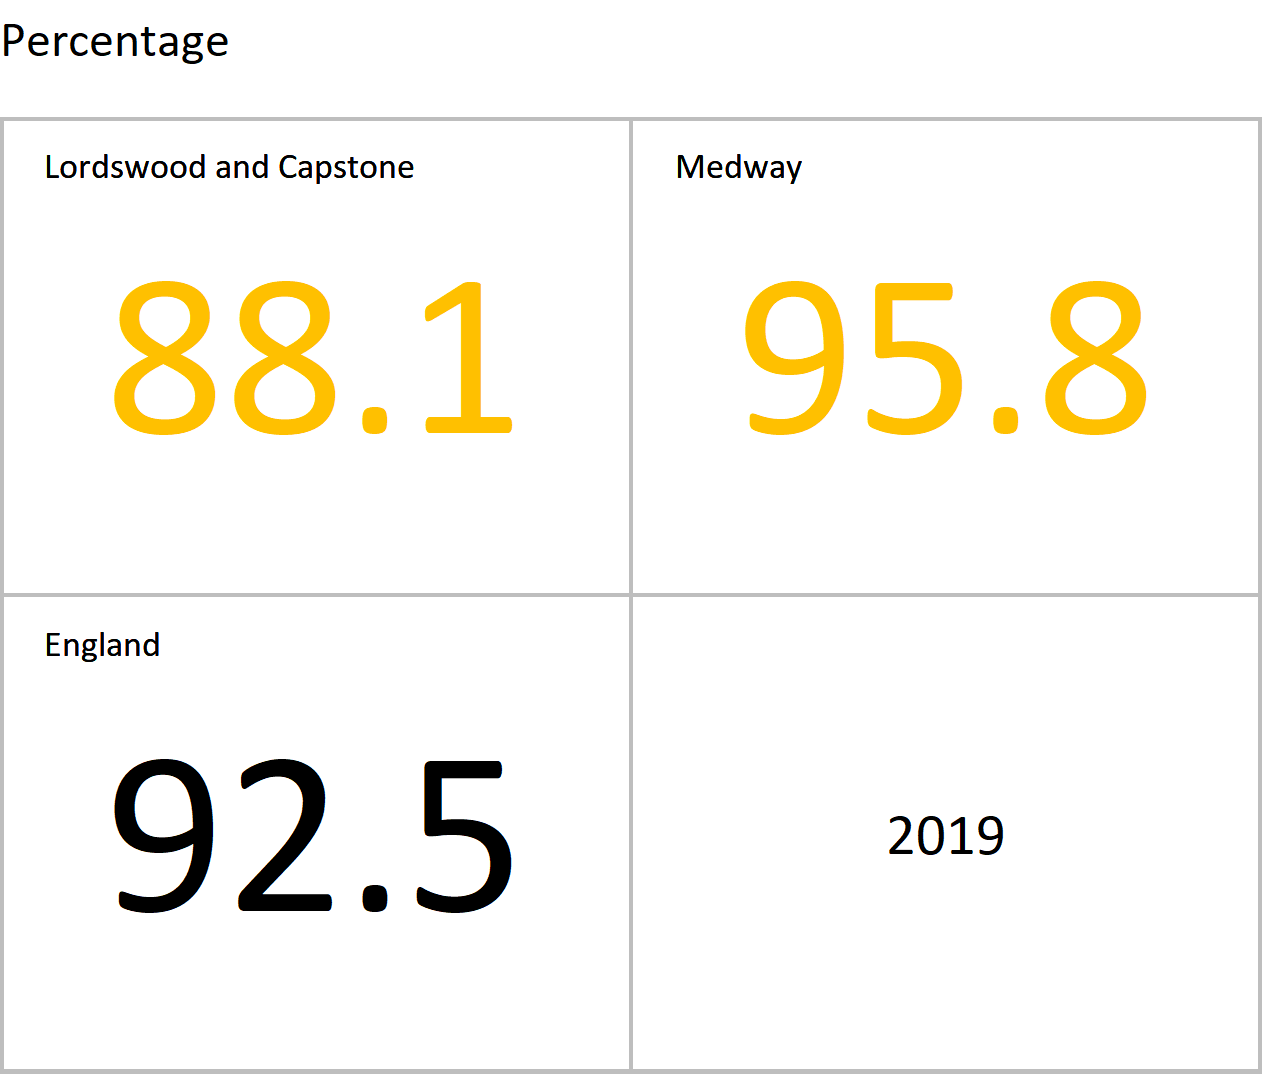 Percentage
Lordswood and Capstone
88.1
Medway
95.8
England
92.5
2019